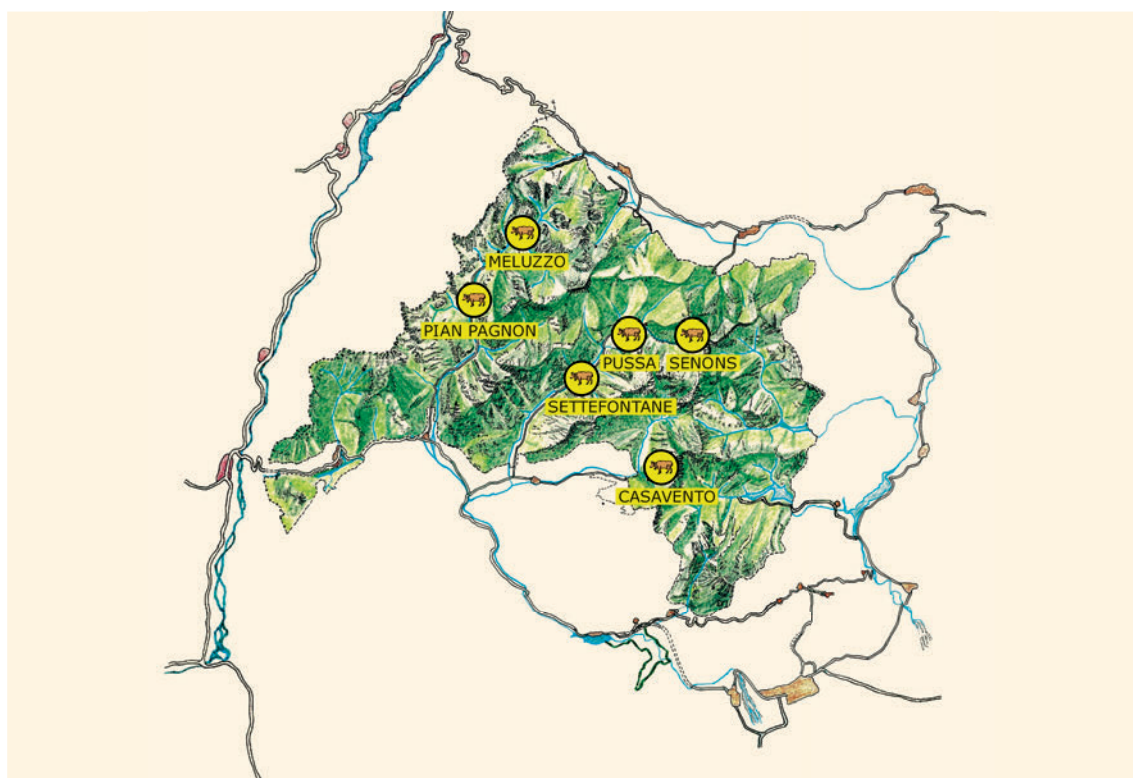 MELUZZO
PIAN PAGNON
PUSSA
SENONS
SETTEFONTANE
CASAVENTO